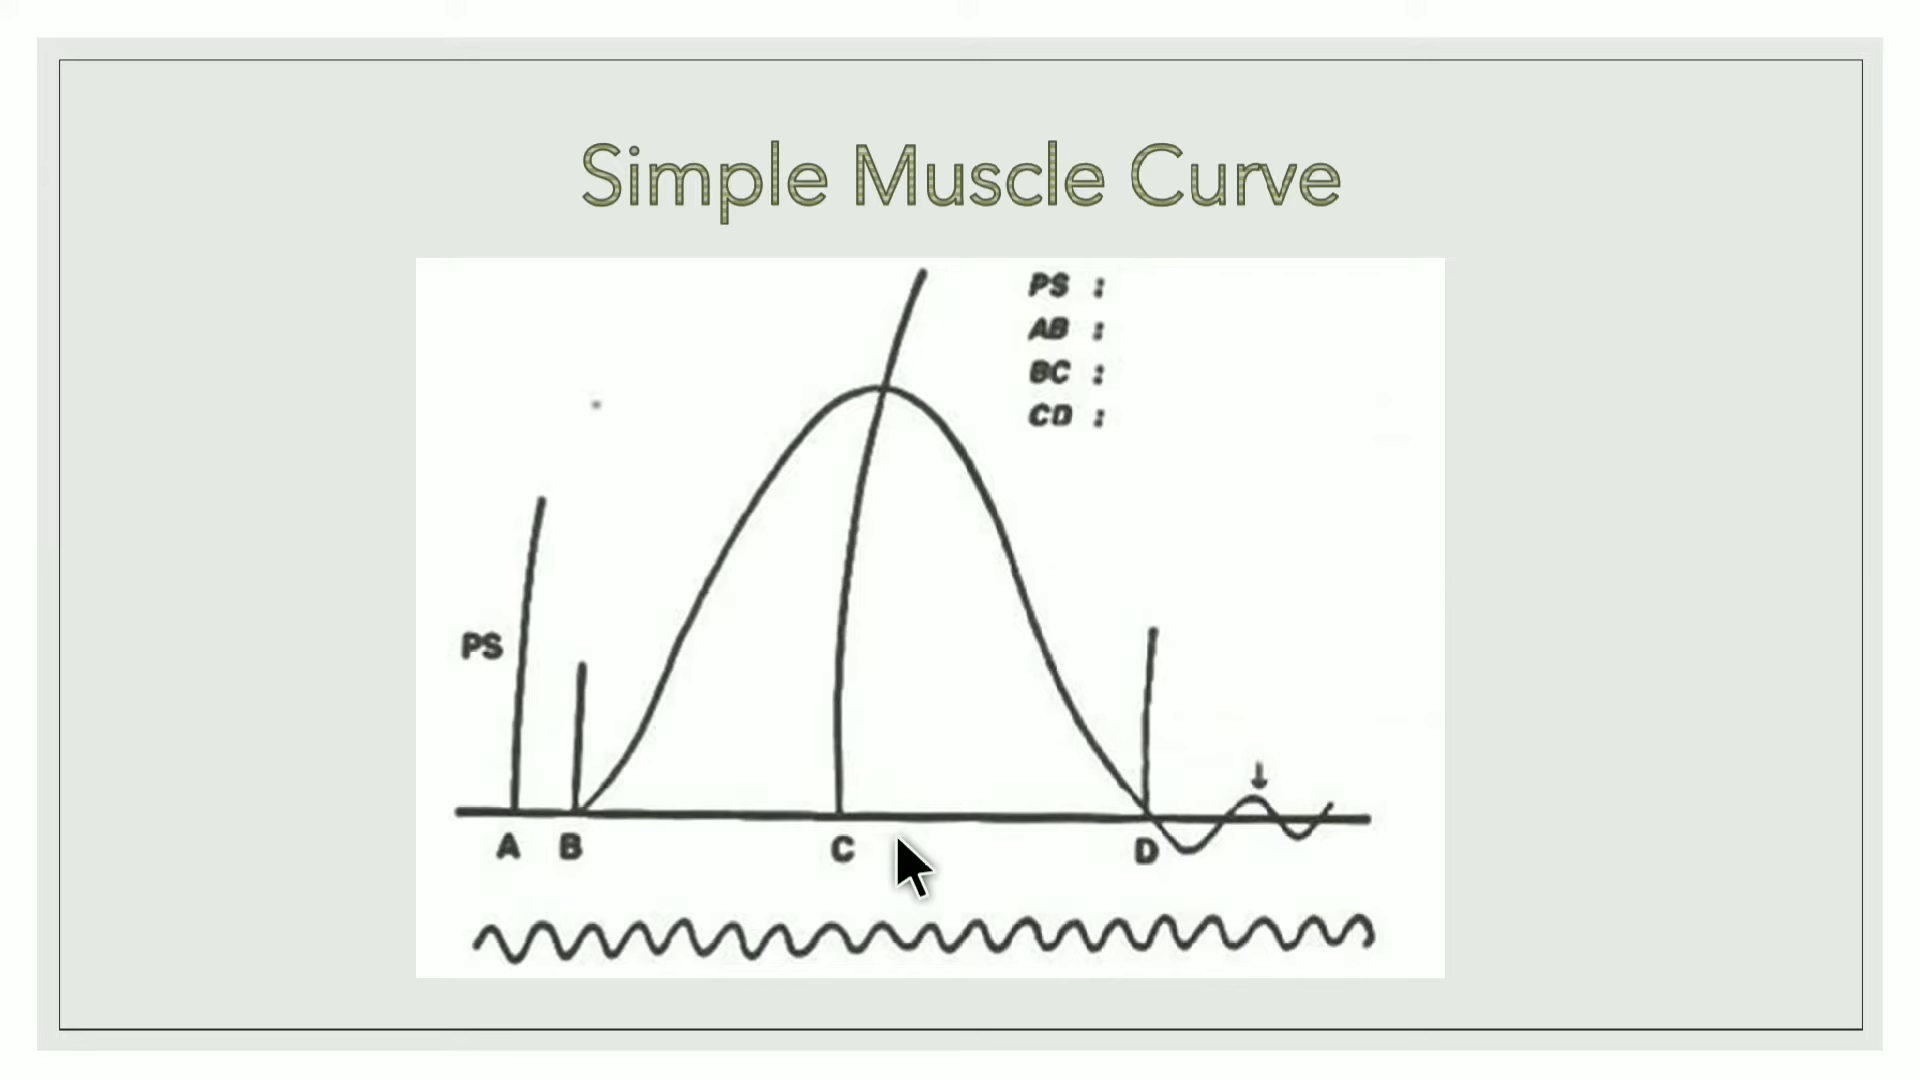 Simple Muscle Curve
PS :
AB :
BC :
CD :
PS
A B C D